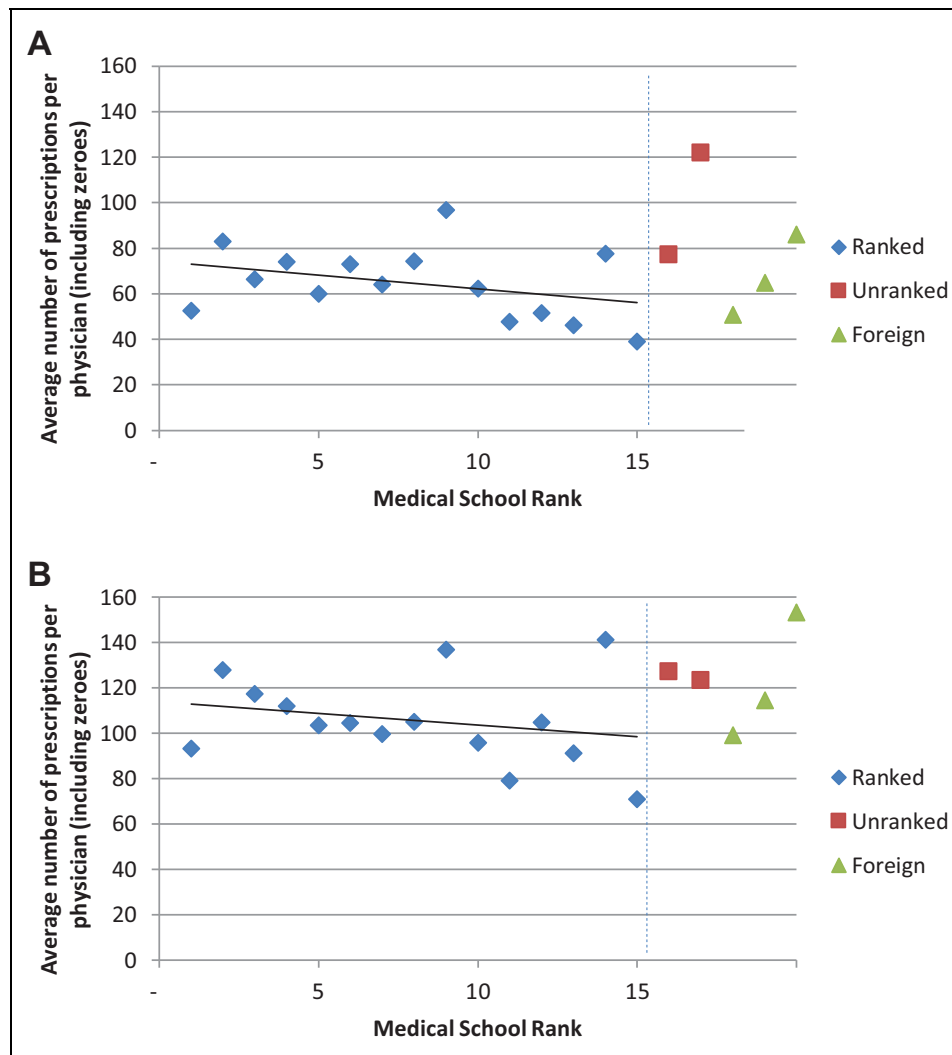 A
Average number of prescriptions per
physician (including zeroes)
160
140
120
100
80
60
40
20
0
-
5
10
15
Medical School Rank
Ranked
Unranked
Foreign
B
Average number of prescriptions per
physician (including zeroes)
160
140
120
100
80
60
40
20
0
-
5
10
15
Medical School Rank
Ranked
Unranked
Foreign